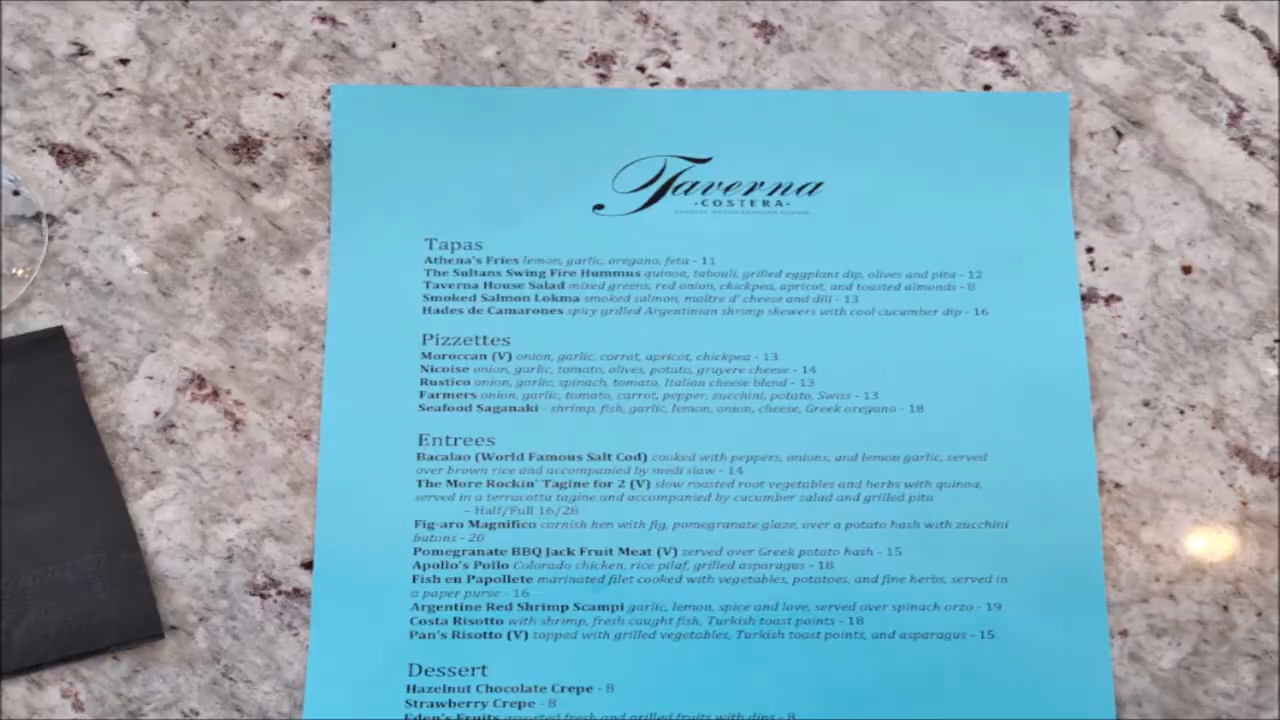 Taverna
-COSTERA-
Tapas
Athena's Fries lemon, garlic, oregano, feta - 11
The Sultans Swing Fire Hummus quinoa, tabouli, grilled eggplant dip, olives and pita - 12
Taverna House Salad mixed greens, red onion, chickpea, apricot, and toasted almonds - 8
Smoked Salmon Lokma smoked salmon, maître d' cheese and dill - 13
Hades de Camarones spicy grilled Argentinian shrimp skewers with cool cucumber dip - 16
Pizzettes
Moroccan (V) onion, garlic, carrot, apricot, chickpea - 13
Nicoise onion, garlic, tomato, olives, potato, gruyere cheese - 14
Rustico onion, garlic, spinach, tomato, Italian cheese blend - 13
Farmers onion, garlic, tomato, carrot, pepper, zucchini, potato, Swiss - 13
Seafood Saganaki - shrimp, fish, garlic, lemon, onion, cheese, Greek oregano - 18
Entrees
Bacalao (World Famous Salt Cod) cooked with peppers, onions, and lemon garlic, served
over brown rice and accompanied by medi slaw - 14
The More Rockin' Tagine for 2 (V) slow roasted root vegetables and herbs with quinoa,
served in a terracotta tagine and accompanied by cucumber salad and grilled pita
- Half/Full 16/28
Fig-aro Magnifico cornish hen with fig, pomegranate glaze, over a potato hash with zucchini
batons - 20
Pomegranate BBQ Jack Fruit Meat (V) served over Greek potato hash - 15
Apollo's Pollo Colorado chicken, rice pilaf, grilled asparagus - 18
Fish en Papollete marinated filet cooked with vegetables, potatoes, and fine herbs, served in
a paper purse - 16
Argentine Red Shrimp Scampi garlic, lemon, spice and love, served over spinach orzo - 19
Costa Risotto with shrimp, fresh caught fish, Turkish toast points - 18
Pan's Risotto (V) topped with grilled vegetables, Turkish toast points, and asparagus - 15
Dessert
Hazelnut Chocolate Crepe - 8
Strawberry Crepe - 8
Eden's Fruits assorted fresh and grilled fruits with dips - 8